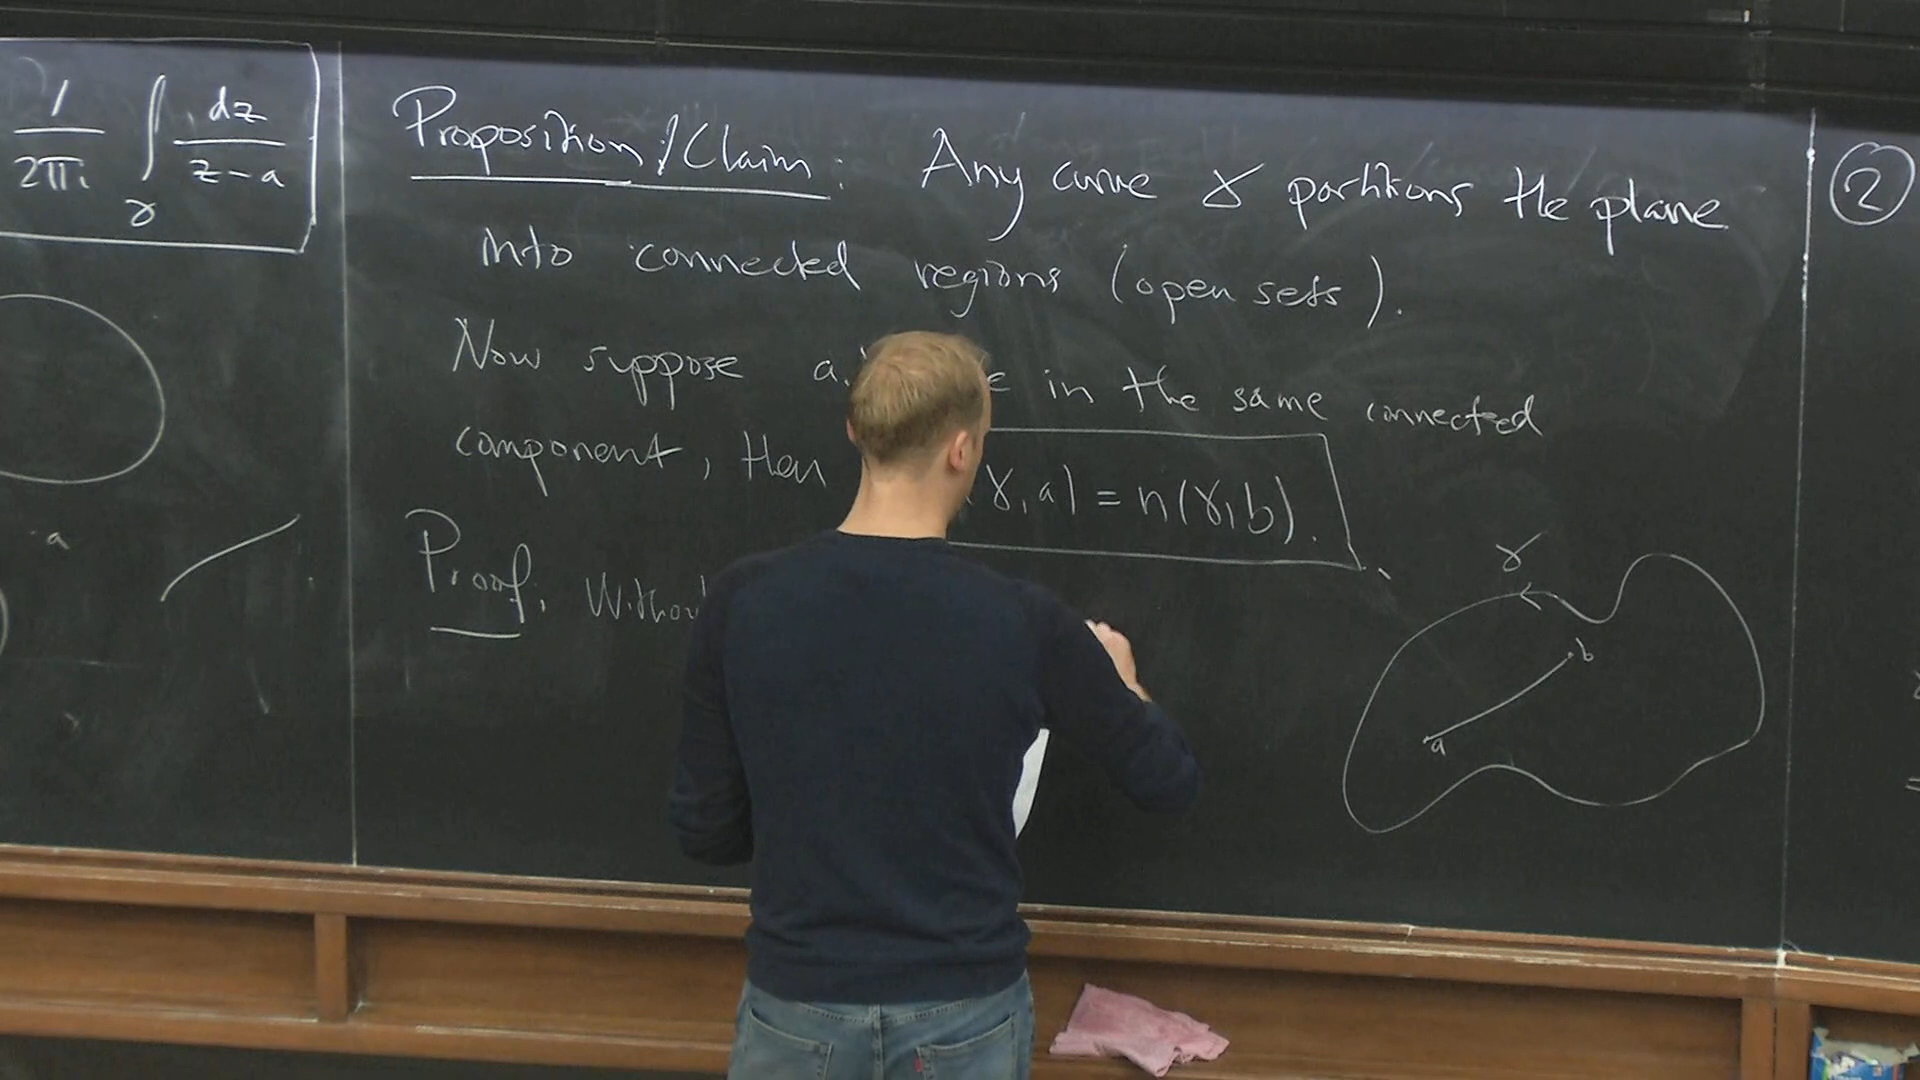 1 / 2πi ∫_γ dz / z-a
Proposition/Claim: Any curve γ partitions the plane
into connected regions (open sets).
Now suppose a, in the same connected
component, then γ, a) = n(γ, b).
Proof:
γ
b
a
a
2